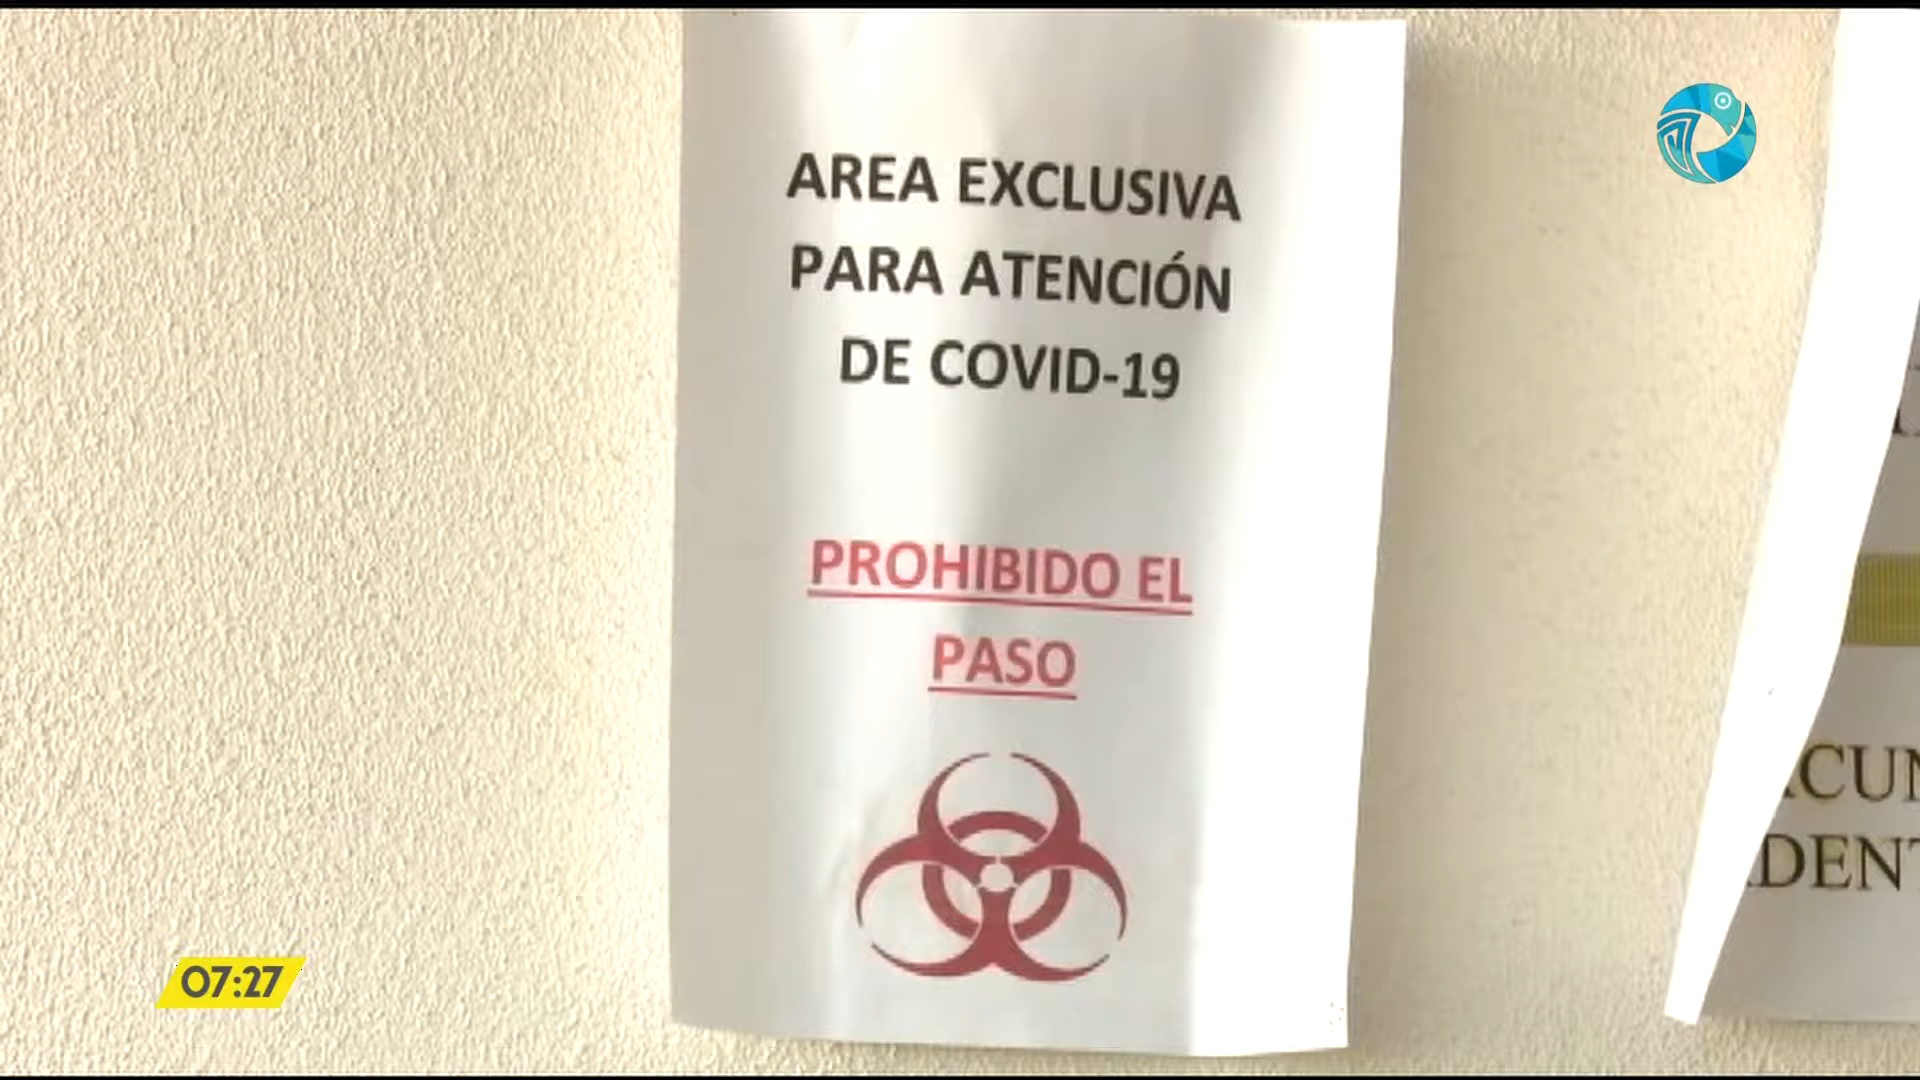 AREA EXCLUSIVA
PARA ATENCIÓN
DE COVID-19
PROHIBIDO EL
PASO
07:27